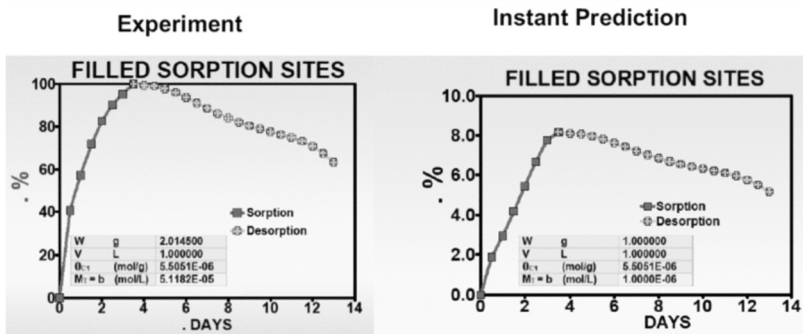 Experiment
Instant Prediction
FILLED SORPTION SITES
100
80
60
40
20
0
. %
Sorption
Desorption
W g 2.014500
V L 1.000000
θC1 (mol/g) 5.5051E-06
MT = b (mol/L) 5.1182E-05
0 2 4 6 8 10 12 14
. DAYS
FILLED SORPTION SITES
10.0
8.0
6.0
4.0
2.0
0.0
. %
Sorption
Desorption
W g 1.000000
V L 1.000000
θC1 (mol/g) 5.5051E-06
MT = b (mol/L) 1.0000E-06
0 2 4 6 8 10 12 14
DAYS